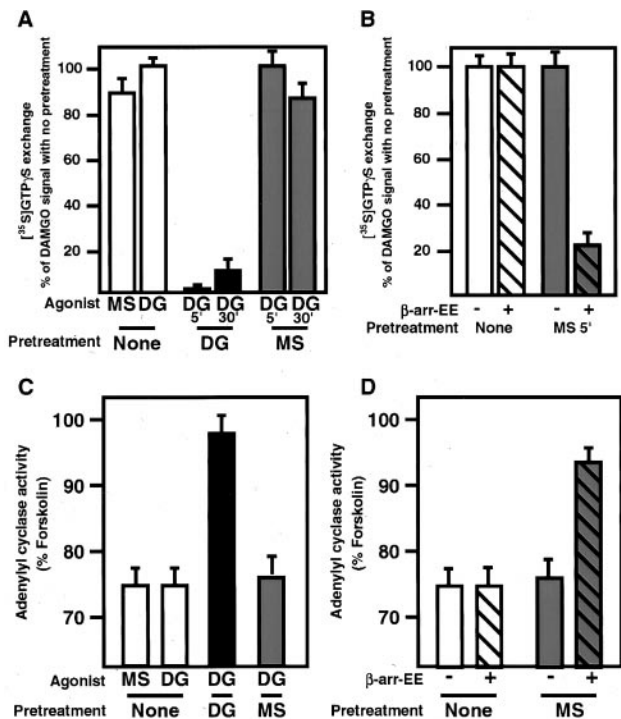 A
[35S]GTPγS exchange
% of DAMGO signal with no pretreatment
100
80
60
40
20
Agonist MS DG DG DG DG DG
5' 30' 5' 30'
Pretreatment None DG MS
B
[35S]GTPγS exchange
% of DAMGO signal with no pretreatment
100
80
60
40
20
β-arr-EE - + - +
Pretreatment None MS 5'
C
Adenylyl cyclase activity
(% Forskolin)
100
90
80
70
Agonist MS DG DG DG
Pretreatment None DG MS
D
Adenylyl cyclase activity
(% Forskolin)
100
90
80
70
β-arr-EE - + - +
Pretreatment None MS